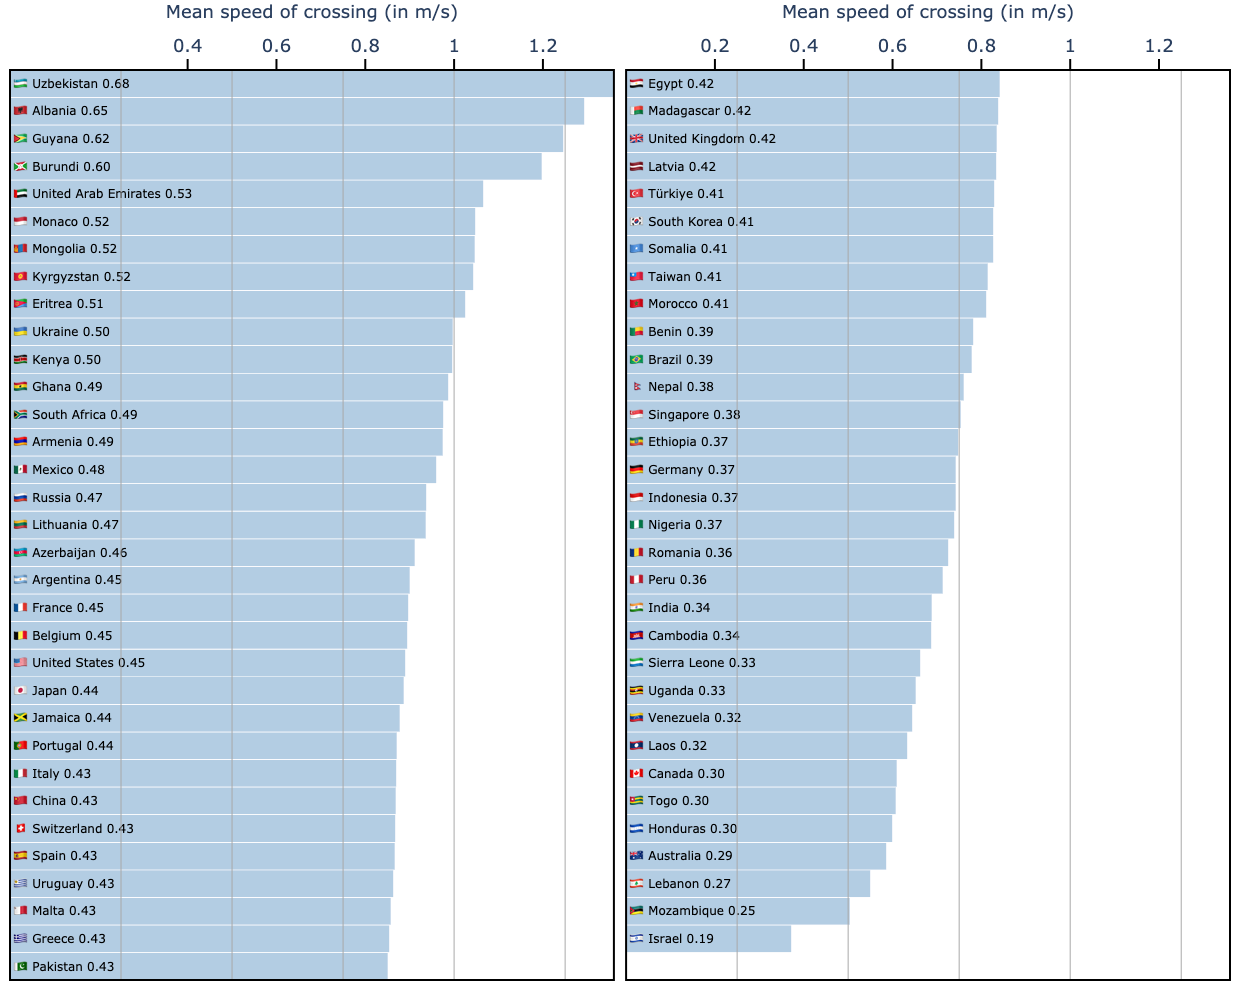 Mean speed of crossing (in m/s)
0.4 0.6 0.8 1 1.2
Uzbekistan 0.68
Albania 0.65
Guyana 0.62
Burundi 0.60
United Arab Emirates 0.53
Monaco 0.52
Mongolia 0.52
Kyrgyzstan 0.52
Eritrea 0.51
Ukraine 0.50
Kenya 0.50
Ghana 0.49
South Africa 0.49
Armenia 0.49
Mexico 0.48
Russia 0.47
Lithuania 0.47
Azerbaijan 0.46
Argentina 0.45
France 0.45
Belgium 0.45
United States 0.45
Japan 0.44
Jamaica 0.44
Portugal 0.44
Italy 0.43
China 0.43
Switzerland 0.43
Spain 0.43
Uruguay 0.43
Malta 0.43
Greece 0.43
Pakistan 0.43
Mean speed of crossing (in m/s)
0.2 0.4 0.6 0.8 1 1.2
Egypt 0.42
Madagascar 0.42
United Kingdom 0.42
Latvia 0.42
Türkiye 0.41
South Korea 0.41
Somalia 0.41
Taiwan 0.41
Morocco 0.41
Benin 0.39
Brazil 0.39
Nepal 0.38
Singapore 0.38
Ethiopia 0.37
Germany 0.37
Indonesia 0.37
Nigeria 0.37
Romania 0.36
Peru 0.36
India 0.34
Cambodia 0.34
Sierra Leone 0.33
Uganda 0.33
Venezuela 0.32
Laos 0.32
Canada 0.30
Togo 0.30
Honduras 0.30
Australia 0.29
Lebanon 0.27
Mozambique 0.25
Israel 0.19